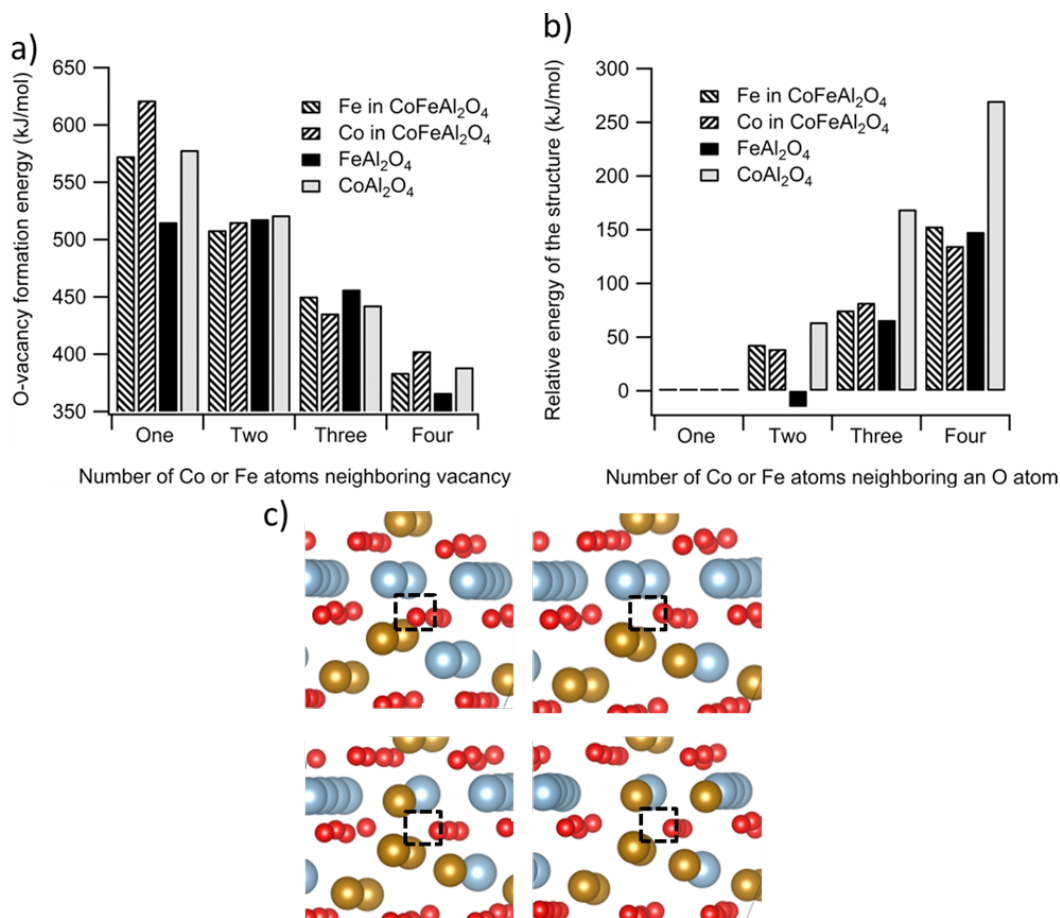 a)
O-vacancy formation energy (kJ/mol)
650
600
550
500
450
400
350
Fe in CoFeAl₂O₄
Co in CoFeAl₂O₄
FeAl₂O₄
CoAl₂O₄
One Two Three Four
Number of Co or Fe atoms neighboring vacancy
b)
Relative energy of the structure (kJ/mol)
300
250
200
150
100
50
0
Fe in CoFeAl₂O₄
Co in CoFeAl₂O₄
FeAl₂O₄
CoAl₂O₄
One Two Three Four
Number of Co or Fe atoms neighboring an O atom
c)